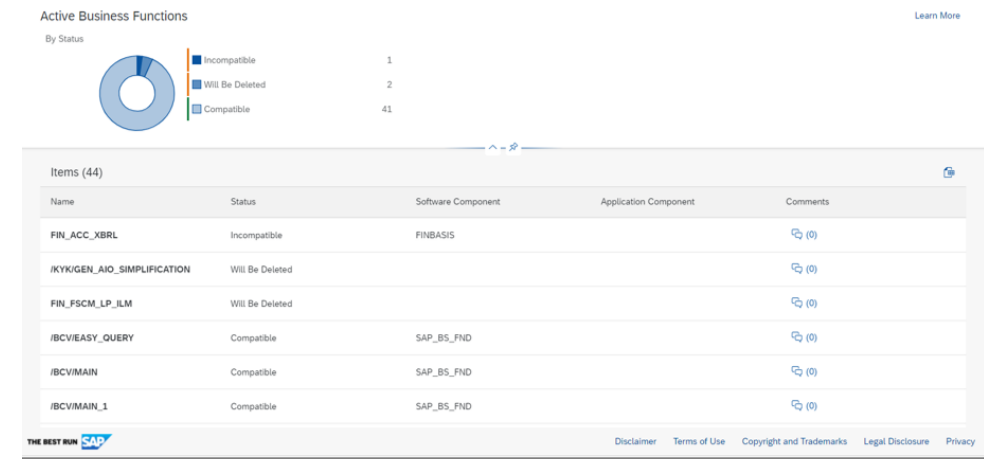 Active Business Functions Learn More
By Status
Incompatible 1
Will Be Deleted 2
Compatible 41
Items (44)
Name Status Software Component Application Component Comments
FIN_ACC_XBRL Incompatible FINBASIS (0)
/KYK/GEN_AIO_SIMPLIFICATION Will Be Deleted (0)
FIN_FSCM_LP_ILM Will Be Deleted (0)
/BCV/EASY_QUERY Compatible SAP_BS_FND (0)
/BCV/MAIN Compatible SAP_BS_FND (0)
/BCV/MAIN_1 Compatible SAP_BS_FND (0)
THE BEST RUN SAP Disclaimer Terms of Use Copyright and Trademarks Legal Disclosure Privacy